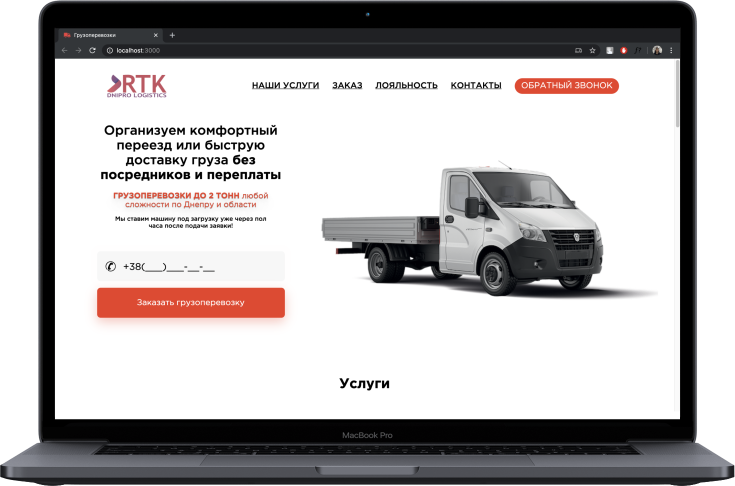 Грузоперевозки
localhost:3000
RTK
DNIPRO LOGISTICS
НАШИ УСЛУГИ
ЗАКАЗ
ЛОЯЛЬНОСТЬ
КОНТАКТЫ
ОБРАТНЫЙ ЗВОНОК
Организуем комфортный
переезд или быструю
доставку груза без
посредников и переплаты
ГРУЗОПЕРЕВОЗКИ ДО 2 ТОНН любой
сложности по Днепру и области
Мы ставим машину под загрузку уже через пол
часа после подачи заявки!
+38(___)___-__-__
Заказать грузоперевозку
Услуги
MacBook Pro